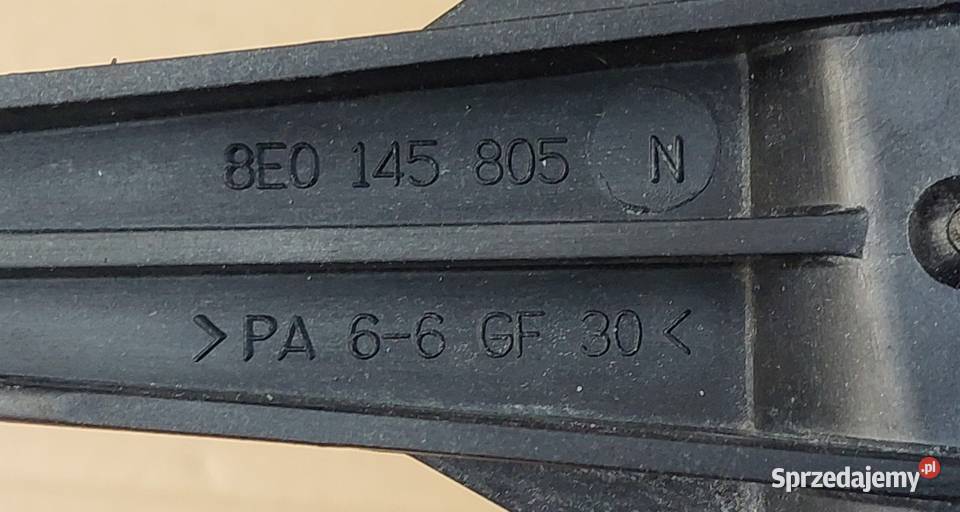 8E0 145 805 N
>PA 6-6 GF 30<
Sprzedajemy.pl